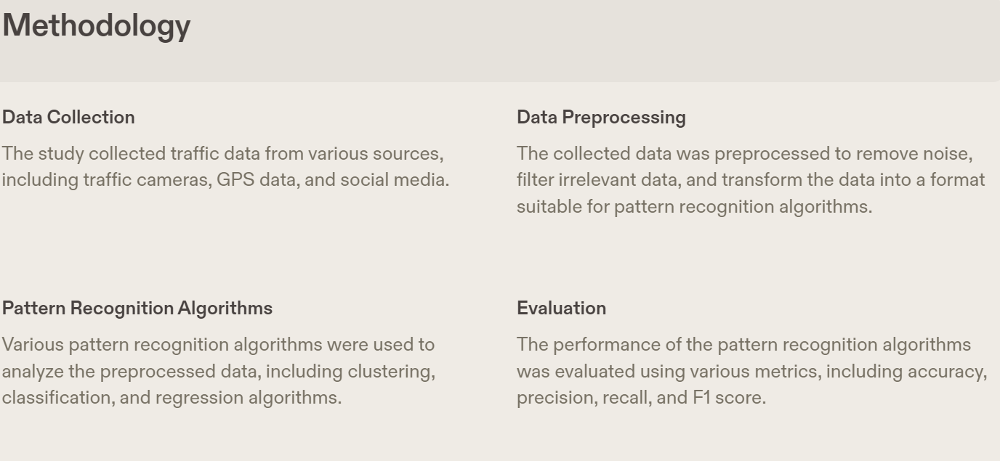 Methodology
Data Collection
The study collected traffic data from various sources,
including traffic cameras, GPS data, and social media.
Data Preprocessing
The collected data was preprocessed to remove noise,
filter irrelevant data, and transform the data into a format
suitable for pattern recognition algorithms.
Pattern Recognition Algorithms
Various pattern recognition algorithms were used to
analyze the preprocessed data, including clustering,
classification, and regression algorithms.
Evaluation
The performance of the pattern recognition algorithms
was evaluated using various metrics, including accuracy,
precision, recall, and F1 score.